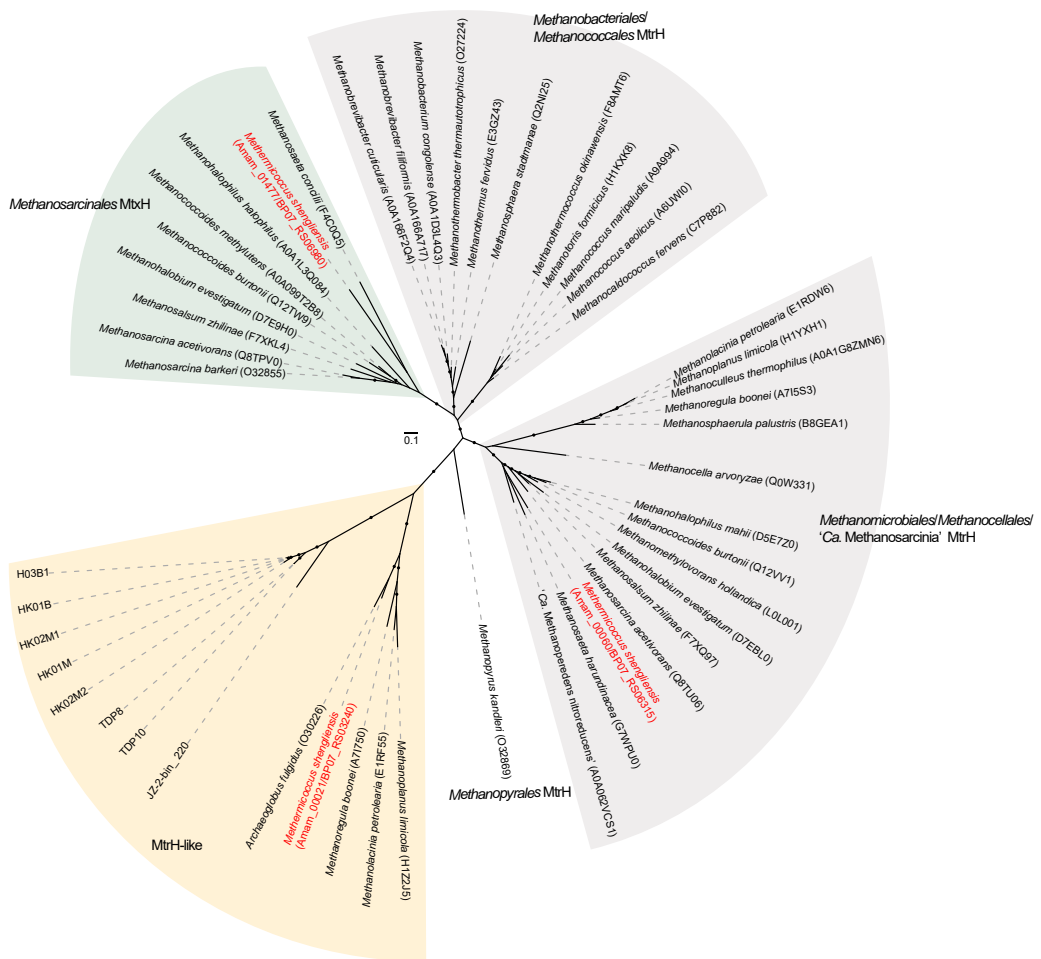 Methanobacteriales/
Methanococcales MtrH
Methanobrevibacter cuticularis (A0A166F2Q4)
Methanobrevibacter filiformis (A0A166A717)
Methanobacterium congolense (A0A1D3L4Q3)
Methanothermobacter thermautotrophicus (O27224)
Methanothermus fervidus (E3GZ43)
Methanosphaera stadtmanae (Q2NI25)
Methanothermococcus okinawensis (F8AMT6)
Methanotorris formicicus (H1KXK8)
Methanococcus maripaludis (A9A994)
Methanococcus aeolicus (A6UWI0)
Methanocaldococcus fervens (C7P882)
Methanosarcinales MtxH
Methanosaeta concilii (F4C0Q5)
Methermicoccus shengliensis
(Amam_01477/BP07_RS06980)
Methanohalophilus halophilus (A0A1L3Q084)
Methanococcoides methylutens (A0A099T2B8)
Methanococcoides burtonii (Q12TW9)
Methanohalobium evestigatum (D7E9H0)
Methanosalsum zhilinae (F7XKL4)
Methanosarcina acetivorans (Q8TPV0)
Methanosarcina barkeri (O32855)
0.1
Methanolacinia petrolearia (E1RDW6)
Methanoplanus limicola (H1YXH1)
Methanoculleus thermophilus (A0A1G8ZMN6)
Methanoregula boonei (A7I5S3)
Methanosphaerula palustris (B8GEA1)
Methanocella arvoryzae (Q0W331)
Methanohalophilus mahii (D5E7Z0)
Methanococcoides burtonii (Q12VV1)
Methanomethylovorans hollandica (L0L001)
Methanohalobium evestigatum (D7EBL0)
Methanosalsum zhilinae (F7XQ97)
Methanosarcina acetivorans (Q8TU06)
Methermicoccus shengliensis
(Amam_00060/BP07_RS06315)
Methanosaeta harundinacea (G7WPU0)
'Ca. Methanoperedens nitroreducens' (A0A062VCS1)
Methanomicrobiales/Methanocellales/
'Ca. Methanosarcinia' MtrH
Methanopyrus kandleri (O32869)
Methanopyrales MtrH
H03B1
HK01B
HK02M1
HK01M
HK02M2
TDP8
TDP10
JZ-2-bin_220
Archaeoglobus fulgidus (O30226)
Methermicoccus shengliensis
(Amam_00021/BP07_RS03240)
Methanoregula boonei (A7I750)
Methanolacinia petrolearia (E1RF55)
Methanoplanus limicola (H1Z2J5)
MtrH-like